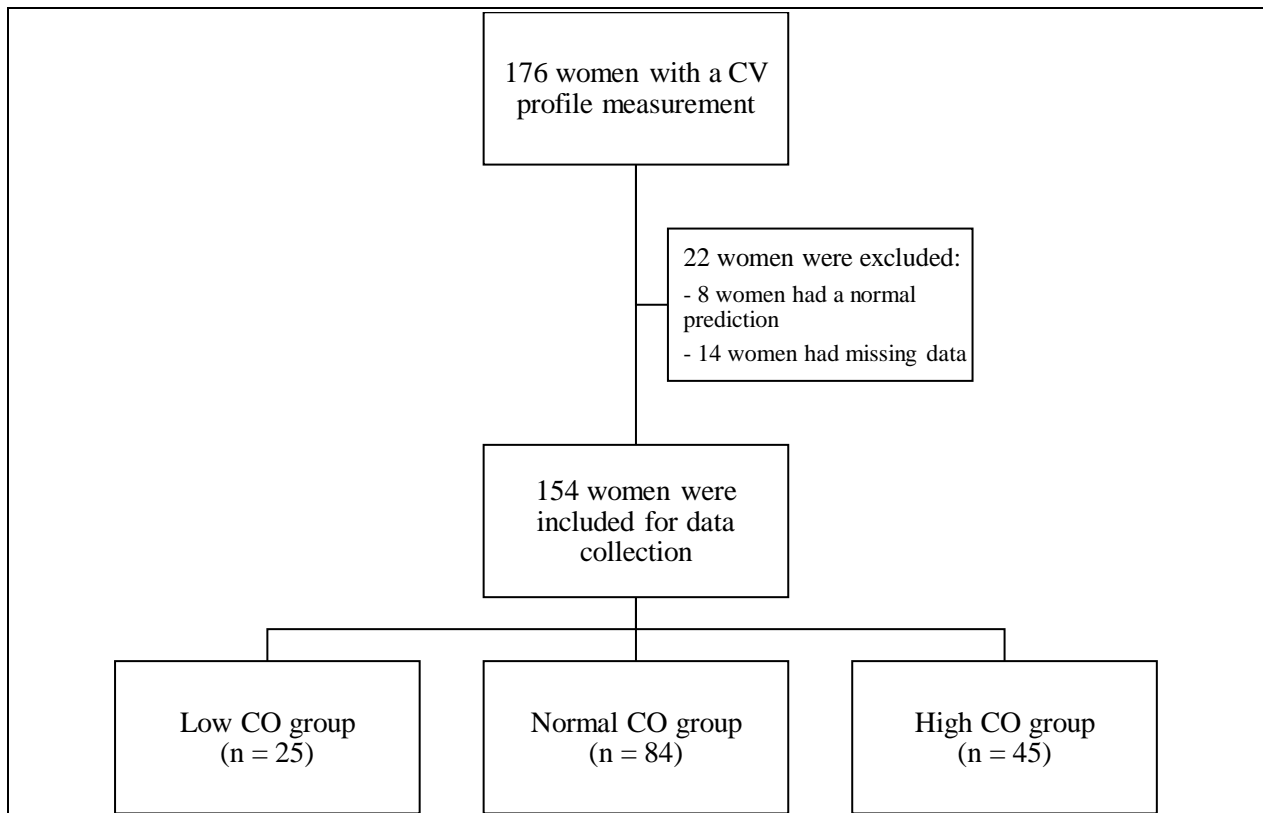 176 women with a CV
profile measurement
22 women were excluded:
- 8 women had a normal
prediction
- 14 women had missing data
154 women were
included for data
collection
Low CO group
(n = 25)
Normal CO group
(n = 84)
High CO group
(n = 45)